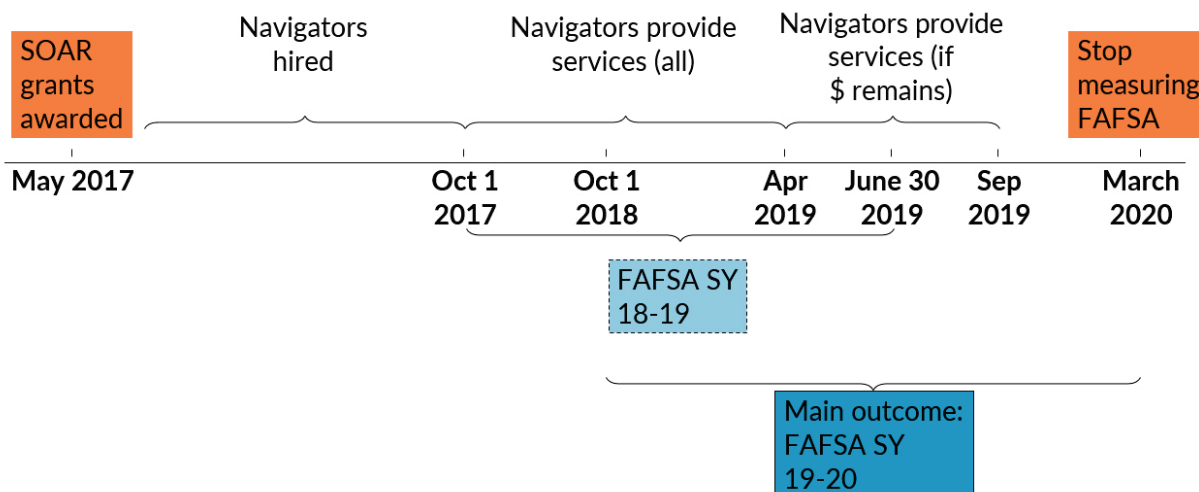 SOAR
grants
awarded
Navigators
hired
Navigators provide
services (all)
Navigators provide
services (if
$ remains)
Stop
measuring
FAFSA
May 2017
Oct 1
2017
Oct 1
2018
Apr
2019
June 30
2019
Sep
2019
March
2020
FAFSA SY
18-19
Main outcome:
FAFSA SY
19-20